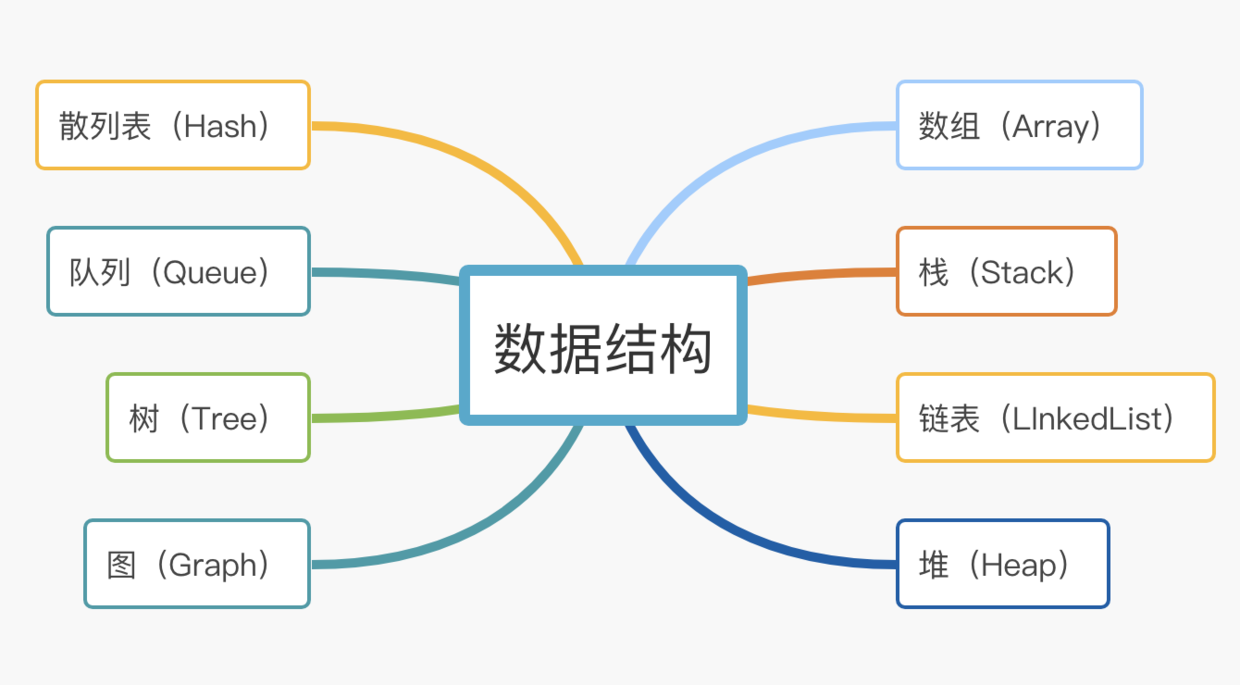 散列表（Hash）
数组（Array）
队列（Queue）
栈（Stack）
数据结构
树（Tree）
链表（LInkedList）
图（Graph）
堆（Heap）